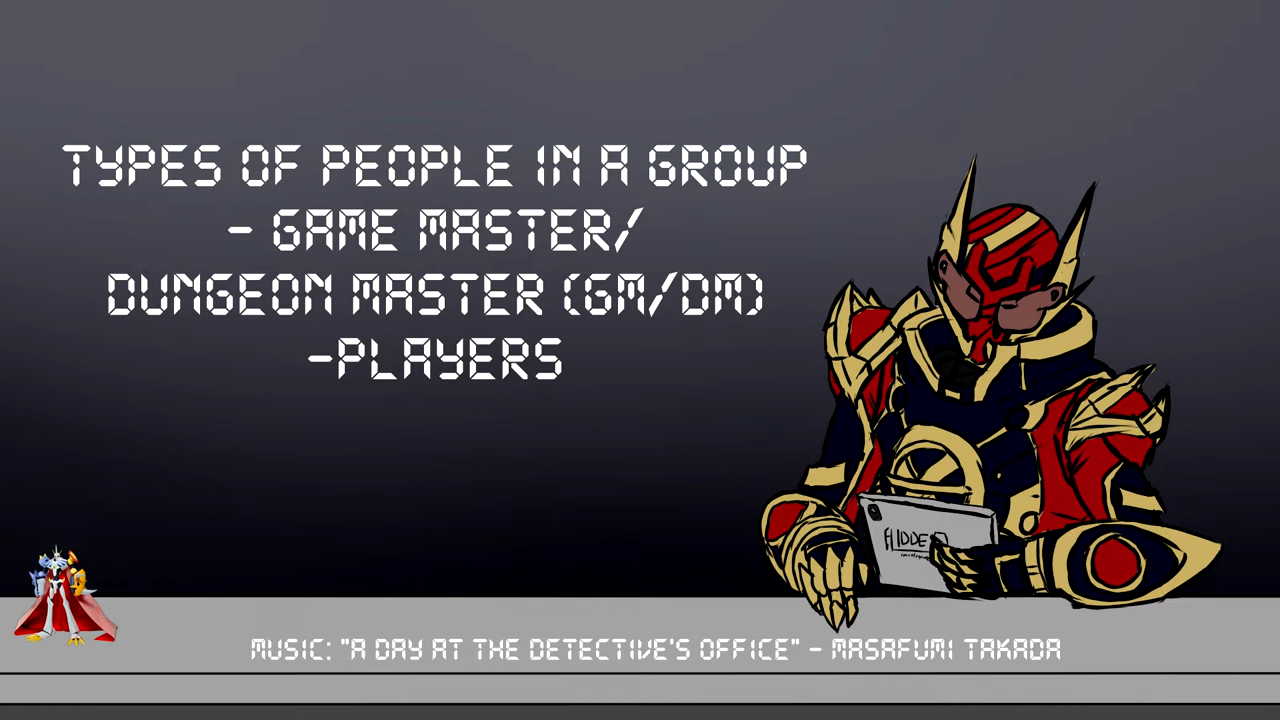 TYPES OF PEOPLE IN A GROUP
- GAME MASTER/
DUNGEON MASTER (GM/DM)
-PLAYERS
HIDDE
MUSIC: "A DAY AT THE DETECTIVE'S OFFICE" - MASAFUMI TAKADA